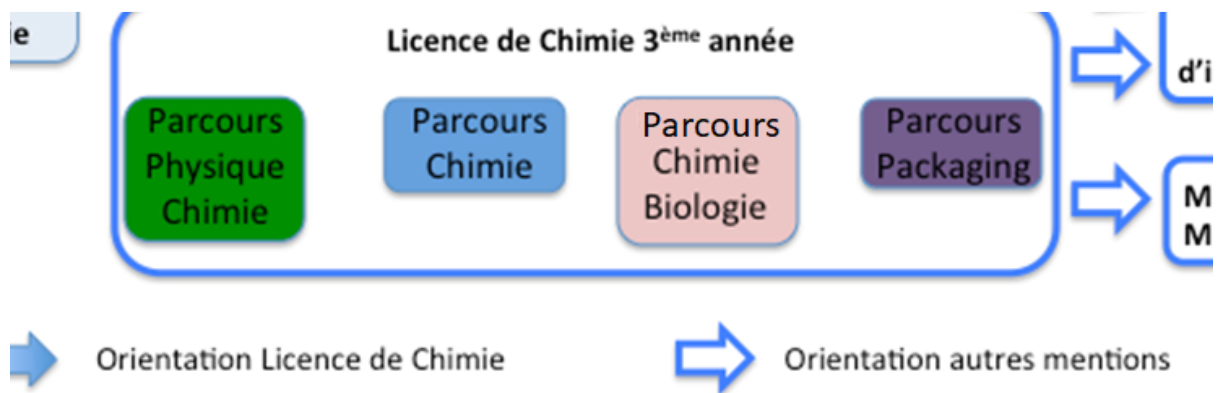 Licence de Chimie 3ème année
d'i
Parcours
Physique
Chimie
Parcours
Chimie
Parcours
Chimie
Biologie
Parcours
Packaging
M
M
Orientation Licence de Chimie
Orientation autres mentions